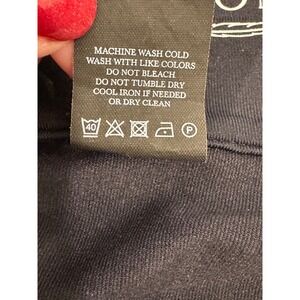 MACHINE WASH COLD
WASH WITH LIKE COLORS
DO NOT BLEACH
DO NOT TUMBLE DRY
COOL IRON IF NEEDED
OR DRY CLEAN
40 P